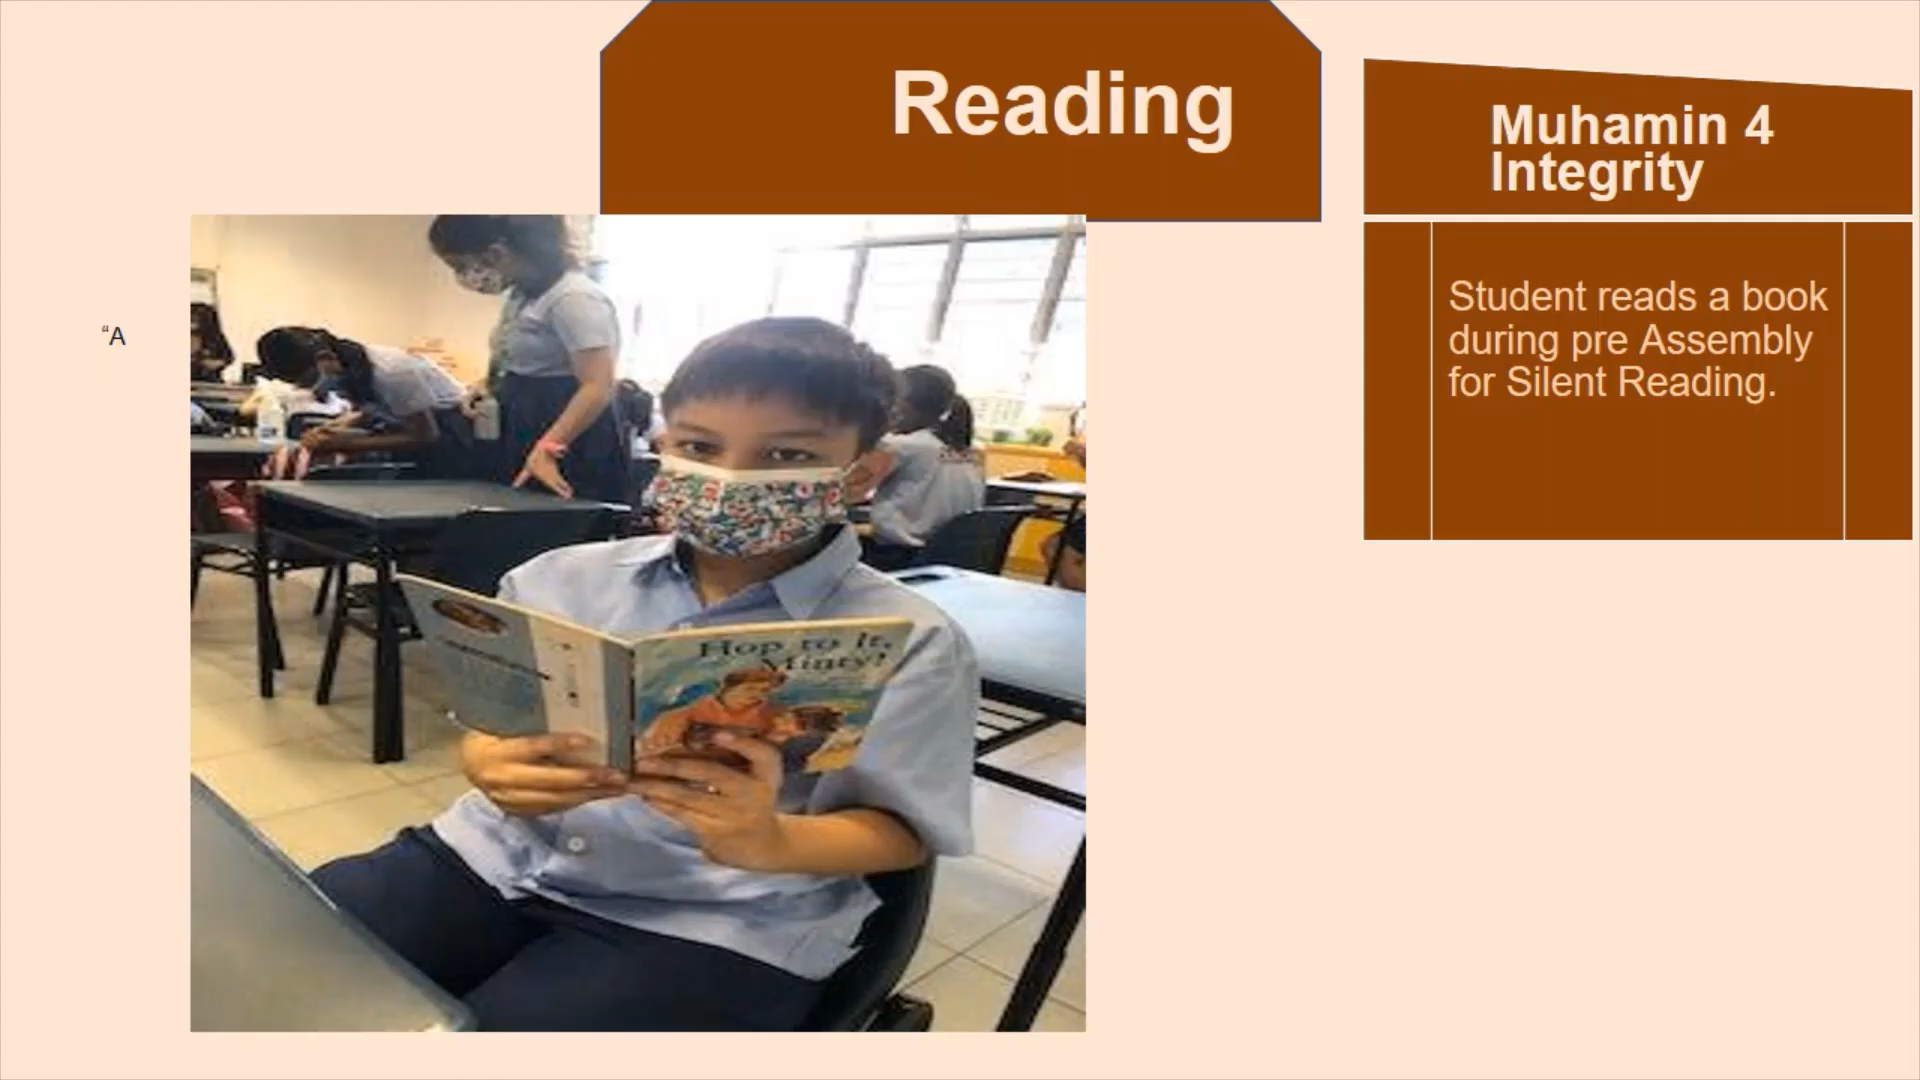 Reading
Muhamin 4
Integrity
Student reads a book
during pre Assembly
for Silent Reading.
“A
Hop to it,
Minty!